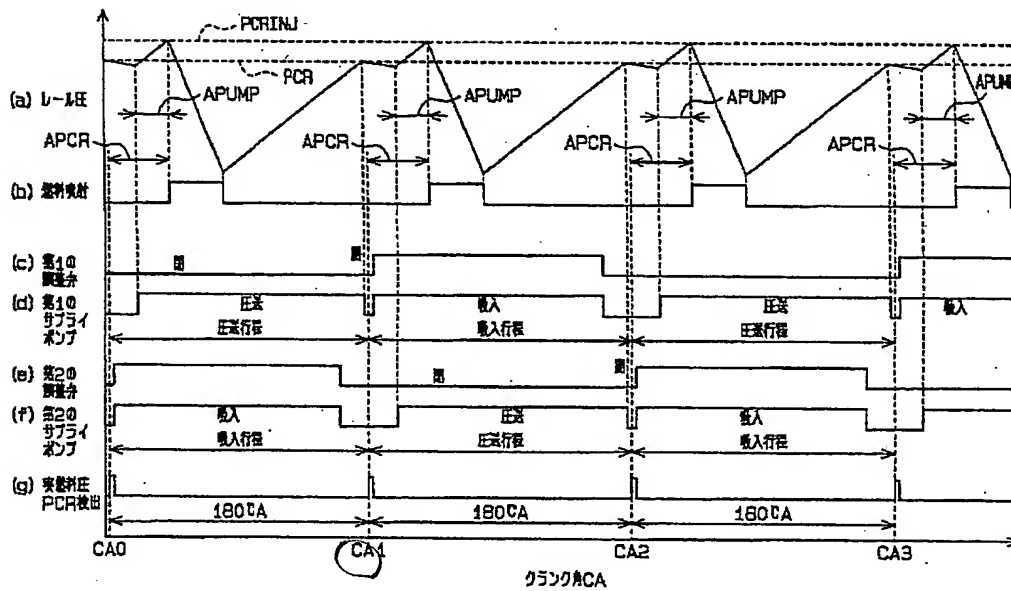 PCRINJ
PCR
(a) レール圧
APUMP
APUMP
APUMP
APUMP
APCR
APCR
APCR
APCR
(b) 燃料噴射
(c) 第1の
調量弁
閉
開
(d) 第1の
サプライ
ポンプ
圧送
吸入
圧送
吸入
圧送行程
吸入行程
圧送行程
(e) 第2の
調量弁
閉
開
(f) 第2の
サプライ
ポンプ
吸入
圧送
吸入
吸入行程
圧送行程
吸入行程
(g) 実燃料圧
PCR検出
180℃A
180℃A
180℃A
CA0
CA1
CA2
CA3
クランク角CA